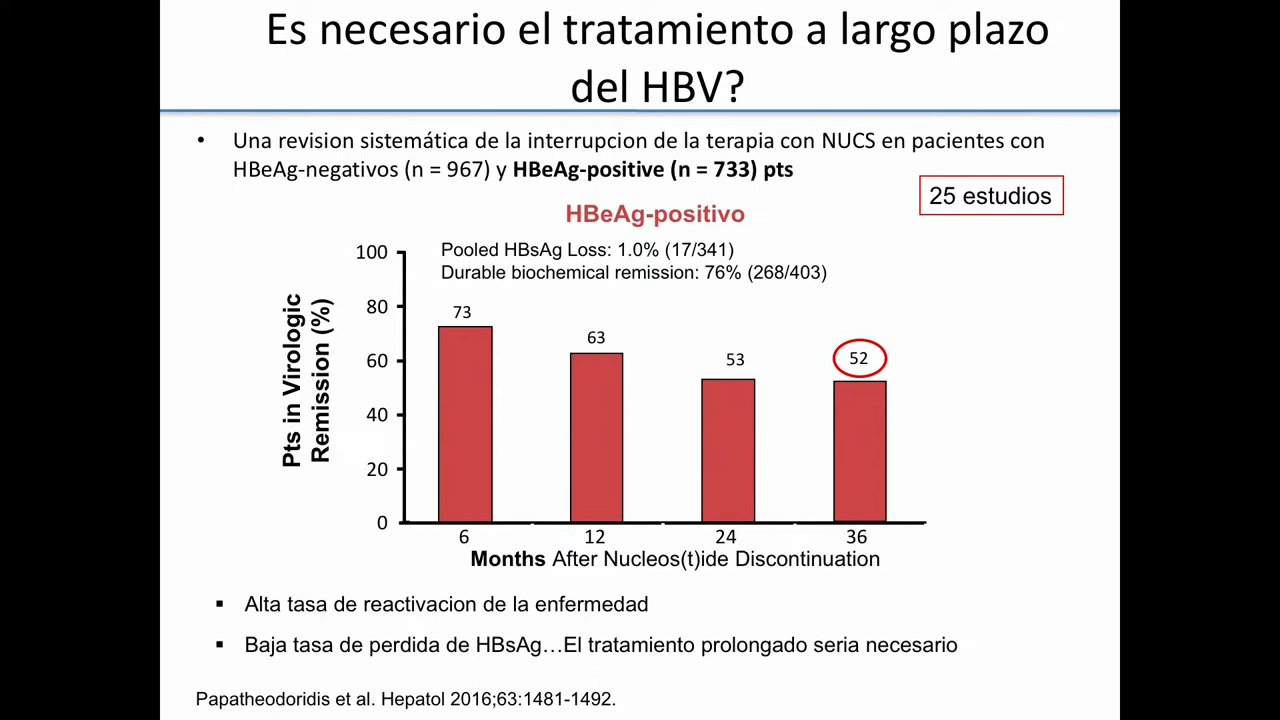 Es necesario el tratamiento a largo plazo
del HBV?
• Una revision sistemática de la interrupcion de la terapia con NUCS en pacientes con
HBeAg-negativos (n = 967) y HBeAg-positive (n = 733) pts
25 estudios
HBeAg-positivo
Pooled HBsAg Loss: 1.0% (17/341)
Durable biochemical remission: 76% (268/403)
Pts in Virologic
Remission (%)
100
80
60
40
20
0
73
63
53
52
6 12 24 36
Months After Nucleos(t)ide Discontinuation
▪ Alta tasa de reactivacion de la enfermedad
▪ Baja tasa de perdida de HBsAg…El tratamiento prolongado seria necesario
Papatheodoridis et al. Hepatol 2016;63:1481-1492.